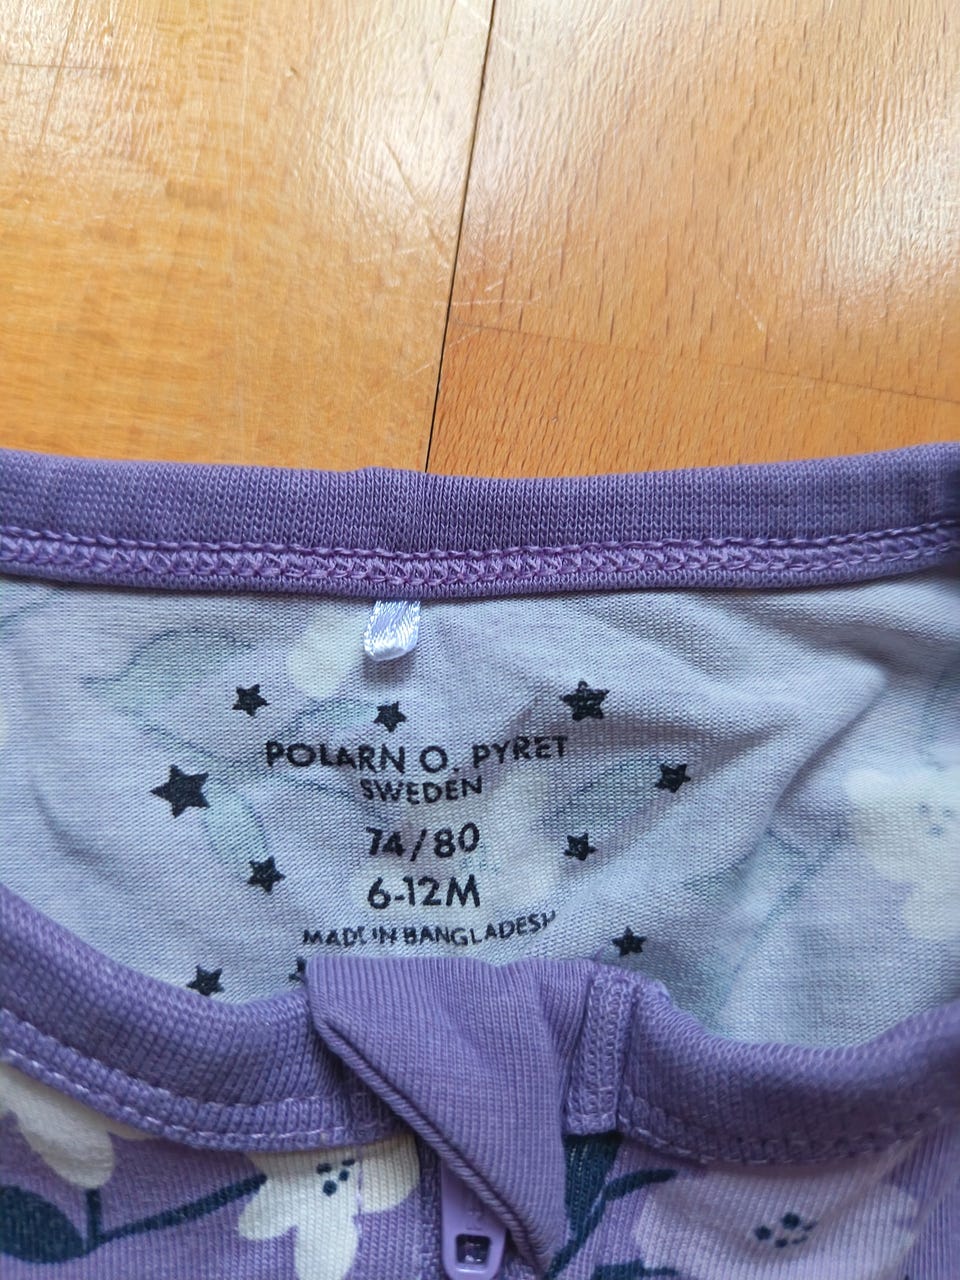 POLARN O. PYRET
SWEDEN
74/80
6-12M
MADE IN BANGLADESH